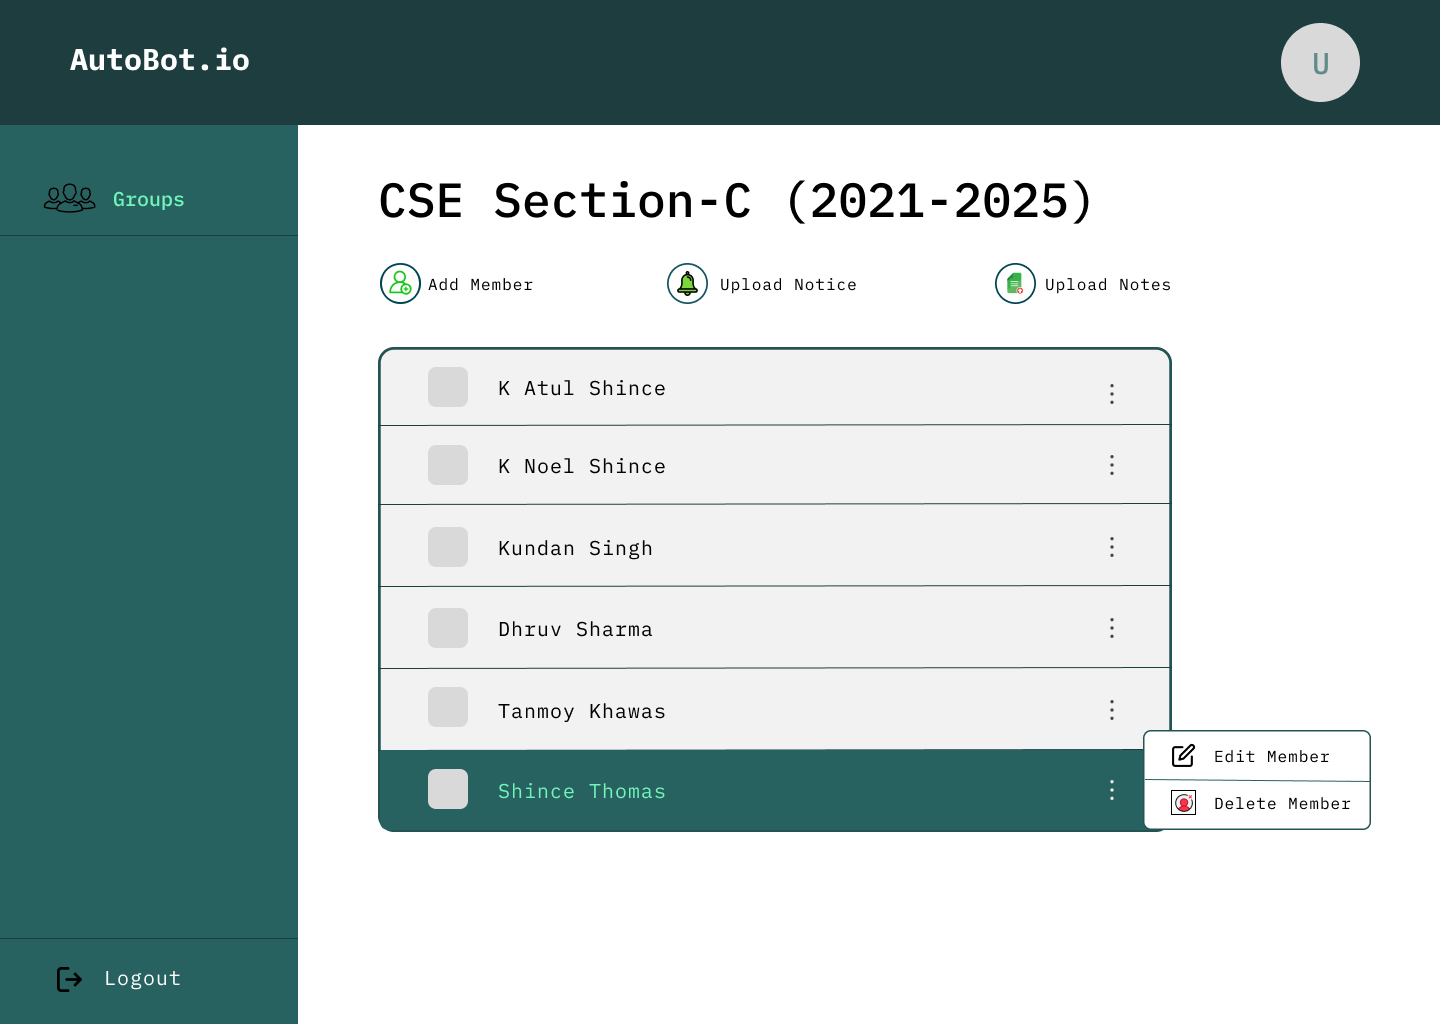 AutoBot.io
U
Groups
CSE Section-C (2021-2025)
Add Member
Upload Notice
Upload Notes
K Atul Shince
K Noel Shince
Kundan Singh
Dhruv Sharma
Tanmoy Khawas
Shince Thomas
Edit Member
Delete Member
Logout